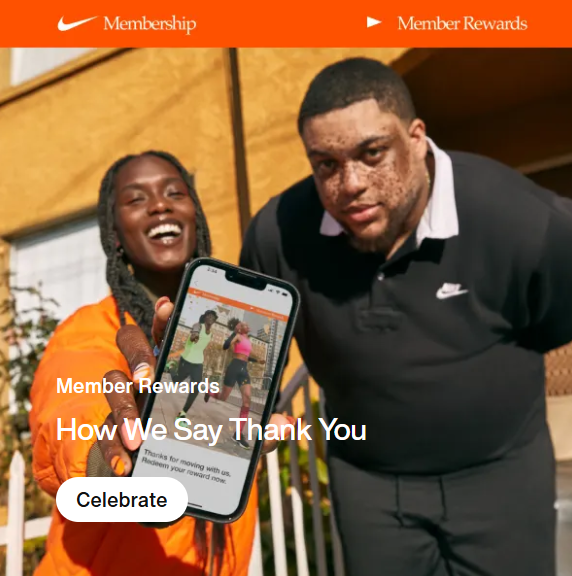 Membership
Member Rewards
Thanks for moving with us.
Redeem your reward now.
Member Rewards
How We Say Thank You
Celebrate